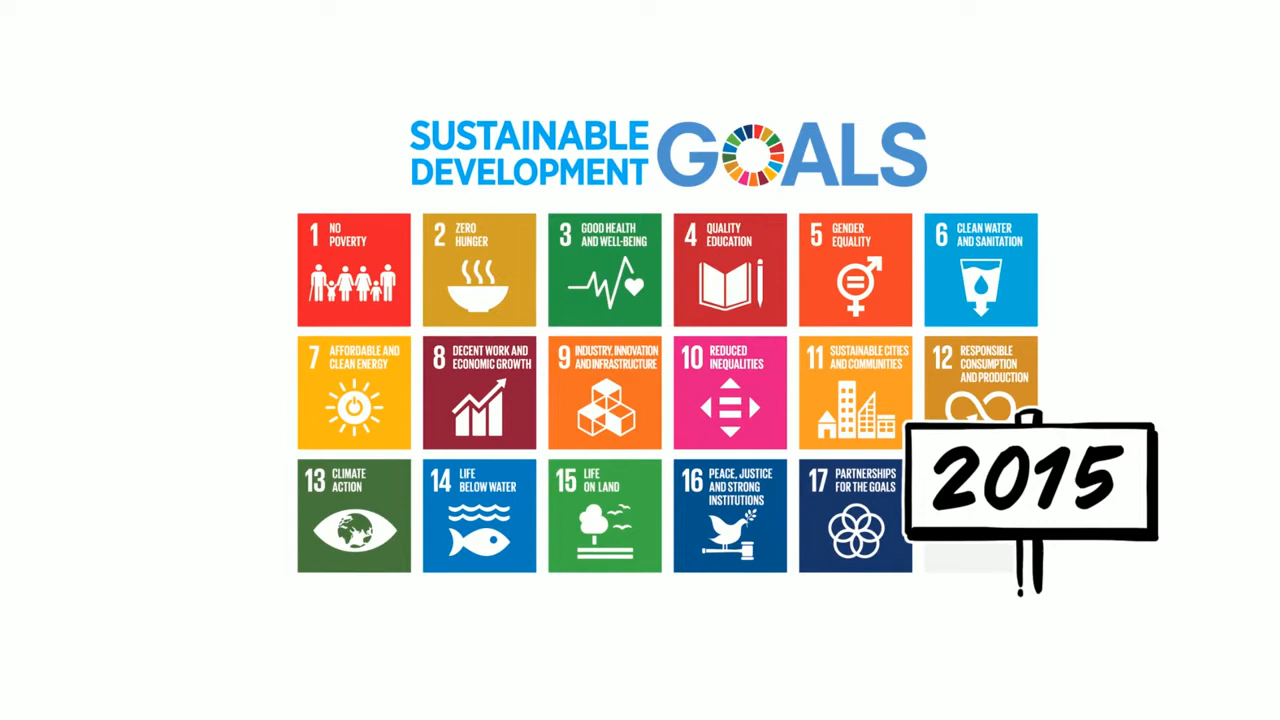 SUSTAINABLE
DEVELOPMENT
GOALS
1 NO
POVERTY
2 ZERO
HUNGER
3 GOOD HEALTH
AND WELL-BEING
4 QUALITY
EDUCATION
5 GENDER
EQUALITY
6 CLEAN WATER
AND SANITATION
7 AFFORDABLE AND
CLEAN ENERGY
8 DECENT WORK AND
ECONOMIC GROWTH
9 INDUSTRY, INNOVATION
AND INFRASTRUCTURE
10 REDUCED
INEQUALITIES
11 SUSTAINABLE CITIES
AND COMMUNITIES
12 RESPONSIBLE
CONSUMPTION
AND PRODUCTION
13 CLIMATE
ACTION
14 LIFE
BELOW WATER
15 LIFE
ON LAND
16 PEACE, JUSTICE
AND STRONG
INSTITUTIONS
17 PARTNERSHIPS
FOR THE GOALS
2015